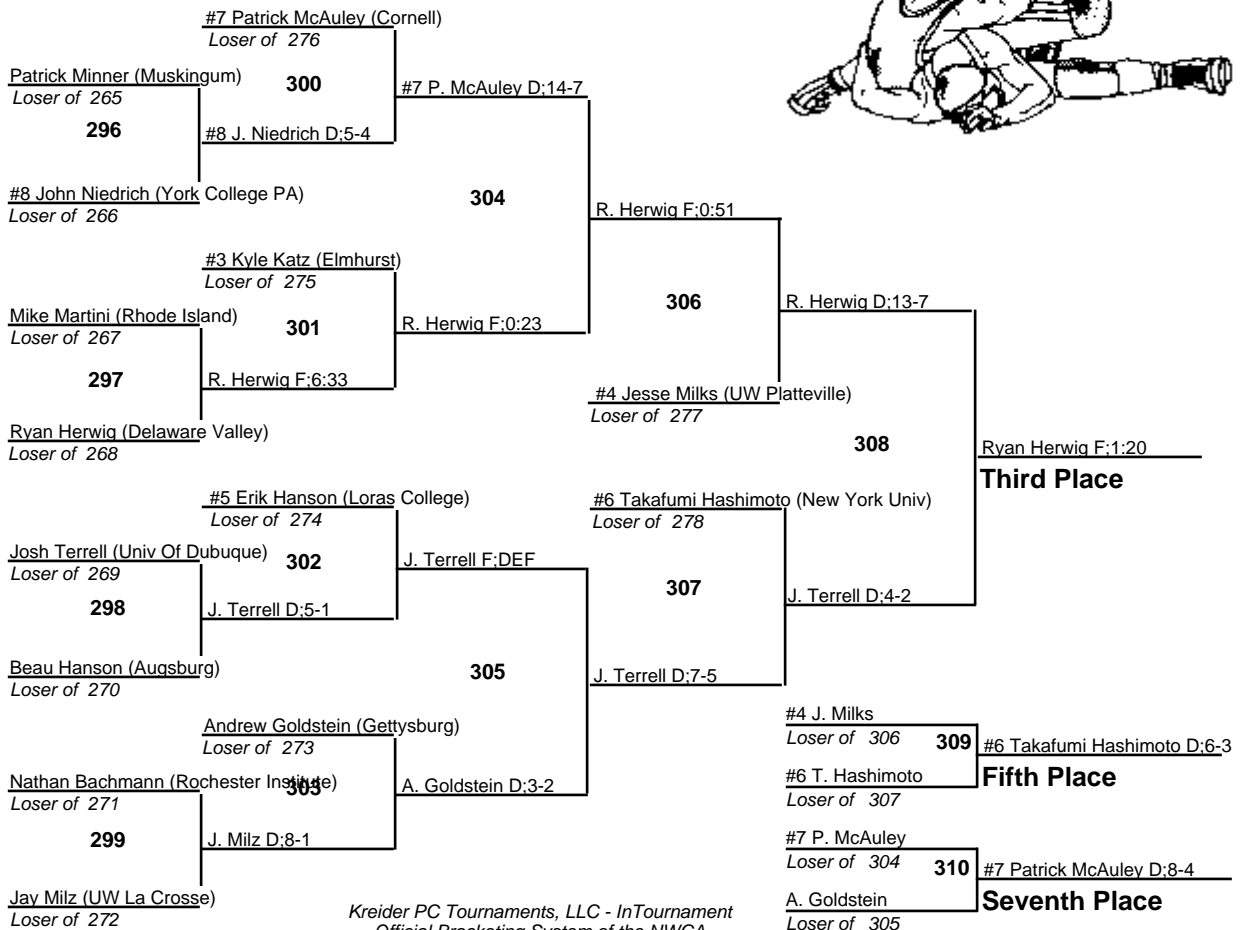 #7 Patrick McAuley (Cornell)
Loser of 276
Patrick Minner (Muskingum)
Loser of 265
300
#7 P. McAuley D;14-7
296
#8 J. Niedrich D;5-4
#8 John Niedrich (York College PA)
Loser of 266
304
R. Herwig F;0:51
#3 Kyle Katz (Elmhurst)
Loser of 275
Mike Martini (Rhode Island)
Loser of 267
301
R. Herwig F;0:23
306
R. Herwig D;13-7
297
R. Herwig F;6:33
#4 Jesse Milks (UW Platteville)
Loser of 277
Ryan Herwig (Delaware Valley)
Loser of 268
308
Ryan Herwig F;1:20
Third Place
#5 Erik Hanson (Loras College)
Loser of 274
#6 Takafumi Hashimoto (New York Univ)
Loser of 278
Josh Terrell (Univ Of Dubuque)
Loser of 269
302
J. Terrell F;DEF
298
J. Terrell D;5-1
307
J. Terrell D;4-2
Beau Hanson (Augsburg)
Loser of 270
305
J. Terrell D;7-5
Andrew Goldstein (Gettysburg)
Loser of 273
#4 J. Milks
Loser of 306
309
#6 Takafumi Hashimoto D;6-3
Fifth Place
#6 T. Hashimoto
Loser of 307
Nathan Bachmann (Rochester Institute)
Loser of 271
303
A. Goldstein D;3-2
299
J. Milz D;8-1
#7 P. McAuley
Loser of 304
310
#7 Patrick McAuley D;8-4
Seventh Place
A. Goldstein
Loser of 305
Jay Milz (UW La Crosse)
Loser of 272
Kreider PC Tournaments, LLC - InTournament
Official Bracketing System of the NWCA